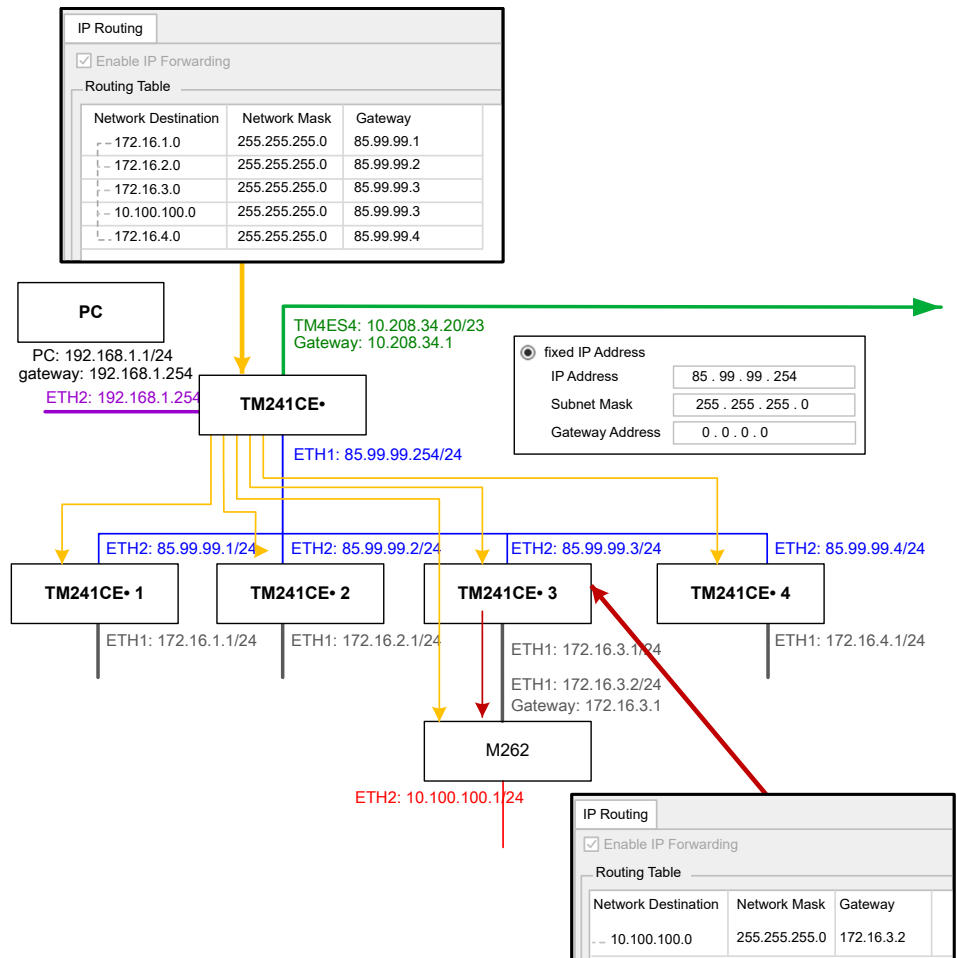 IP Routing
Enable IP Forwarding
Routing Table
Network Destination Network Mask Gateway
172.16.1.0 255.255.255.0 85.99.99.1
172.16.2.0 255.255.255.0 85.99.99.2
172.16.3.0 255.255.255.0 85.99.99.3
10.100.100.0 255.255.255.0 85.99.99.3
172.16.4.0 255.255.255.0 85.99.99.4
PC
PC: 192.168.1.1/24
gateway: 192.168.1.254
ETH2: 192.168.1.254
TM4ES4: 10.208.34.20/23
Gateway: 10.208.34.1
TM241CE•
ETH1: 85.99.99.254/24
fixed IP Address
IP Address 85 . 99 . 99 . 254
Subnet Mask 255 . 255 . 255 . 0
Gateway Address 0 . 0 . 0 . 0
ETH2: 85.99.99.1/24
ETH2: 85.99.99.2/24
ETH2: 85.99.99.3/24
ETH2: 85.99.99.4/24
TM241CE• 1
TM241CE• 2
TM241CE• 3
TM241CE• 4
ETH1: 172.16.1.1/24
ETH1: 172.16.2.1/24
ETH1: 172.16.3.1/24
ETH1: 172.16.4.1/24
ETH1: 172.16.3.2/24
Gateway: 172.16.3.1
M262
ETH2: 10.100.100.1/24
IP Routing
Enable IP Forwarding
Routing Table
Network Destination Network Mask Gateway
10.100.100.0 255.255.255.0 172.16.3.2